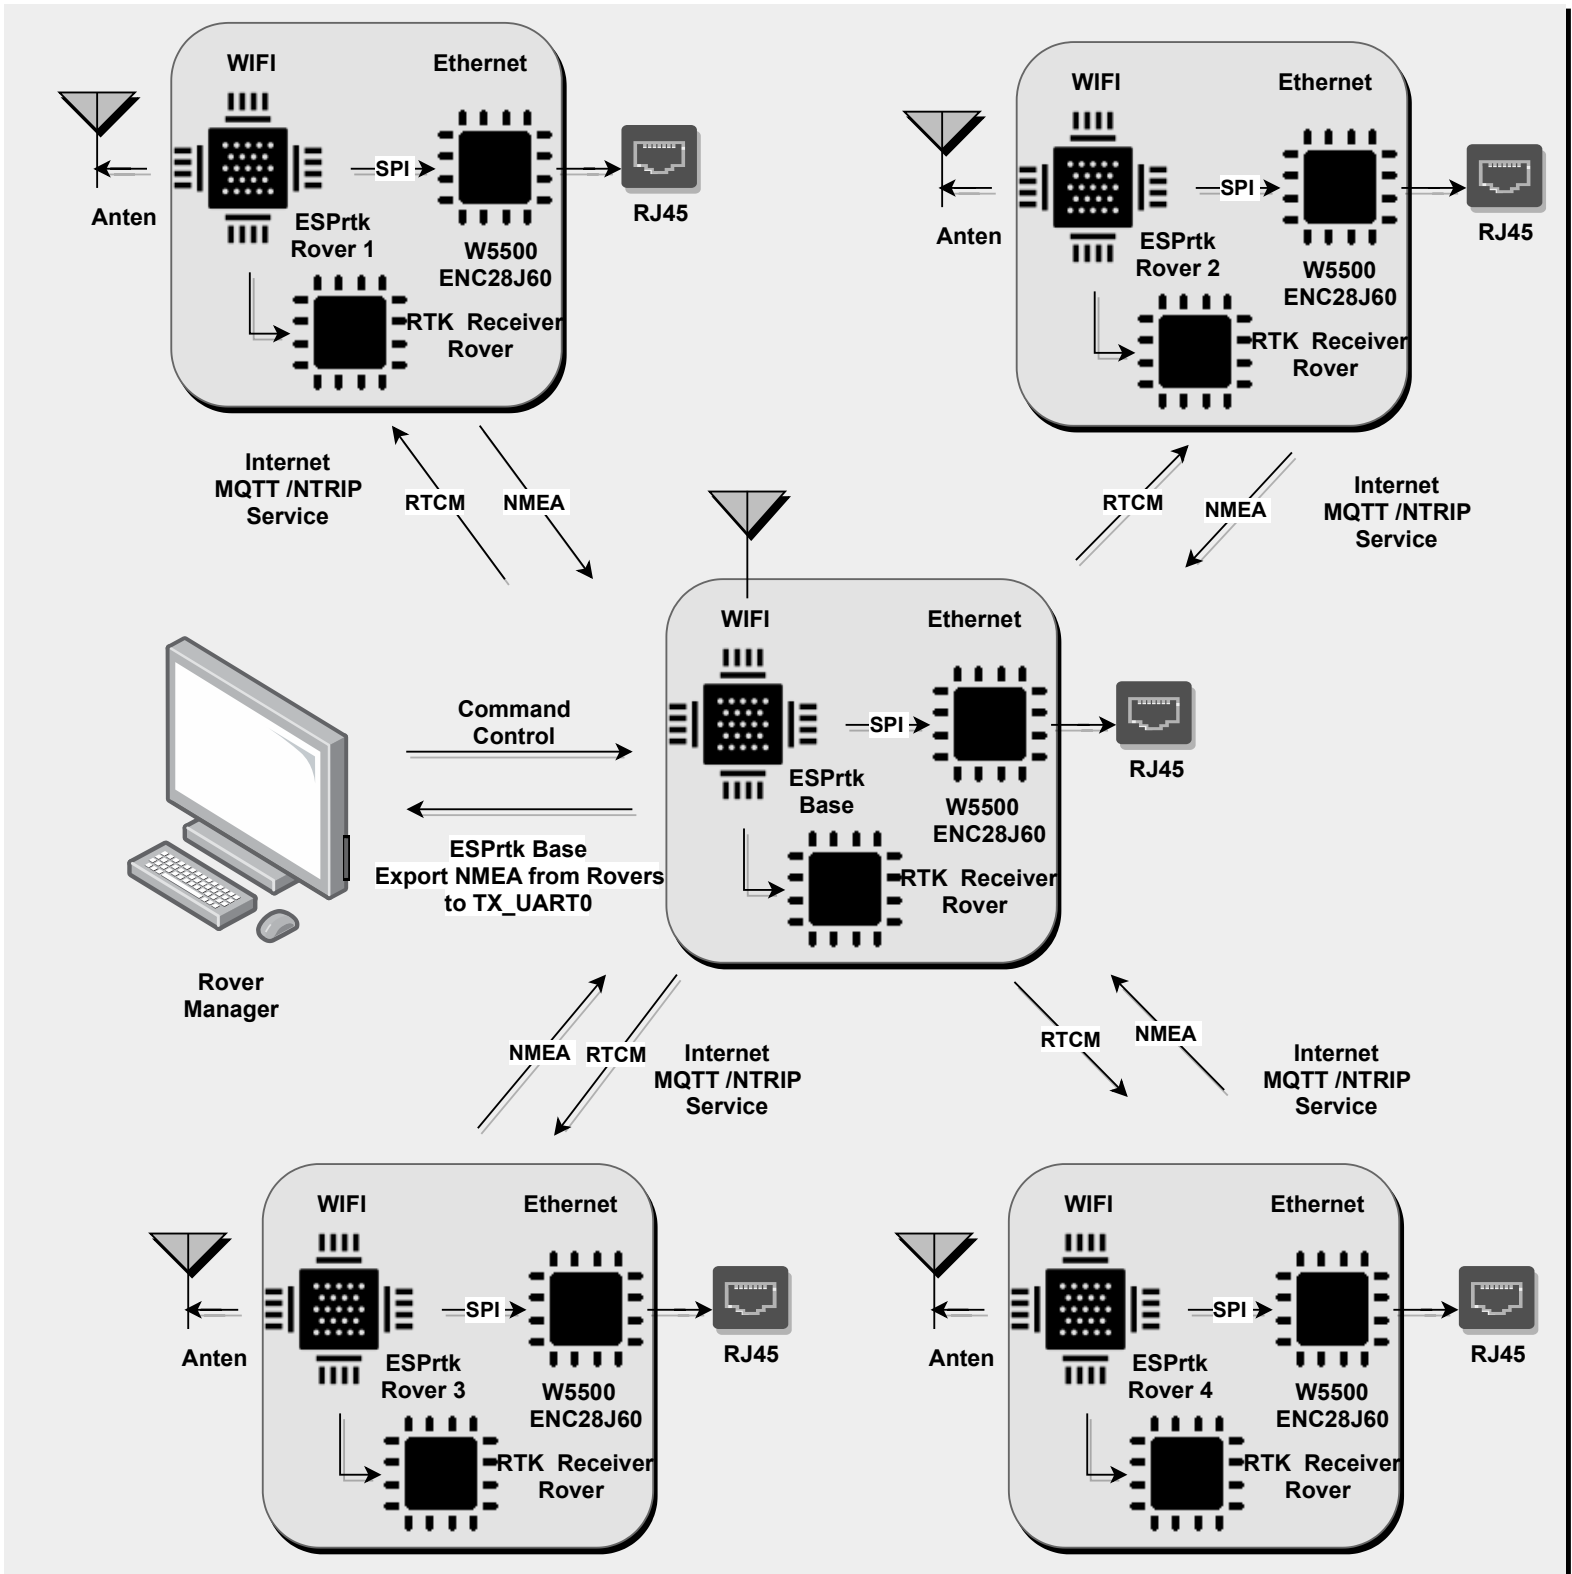 WIFI
Ethernet
SPI
Anten
RJ45
ESPrtk
Rover 1
W5500
ENC28J60
RTK Receiver
Rover
WIFI
Ethernet
SPI
Anten
RJ45
ESPrtk
Rover 2
W5500
ENC28J60
RTK Receiver
Rover
Internet
MQTT /NTRIP
Service
RTCM
NMEA
RTCM
NMEA
Internet
MQTT /NTRIP
Service
WIFI
Ethernet
SPI
RJ45
ESPrtk
Base
W5500
ENC28J60
RTK Receiver
Rover
Command
Control
ESPrtk Base
Export NMEA from Rovers
to TX_UART0
Rover
Manager
NMEA
RTCM
Internet
MQTT /NTRIP
Service
RTCM
NMEA
Internet
MQTT /NTRIP
Service
WIFI
Ethernet
SPI
Anten
RJ45
ESPrtk
Rover 3
W5500
ENC28J60
RTK Receiver
Rover
WIFI
Ethernet
SPI
Anten
RJ45
ESPrtk
Rover 4
W5500
ENC28J60
RTK Receiver
Rover